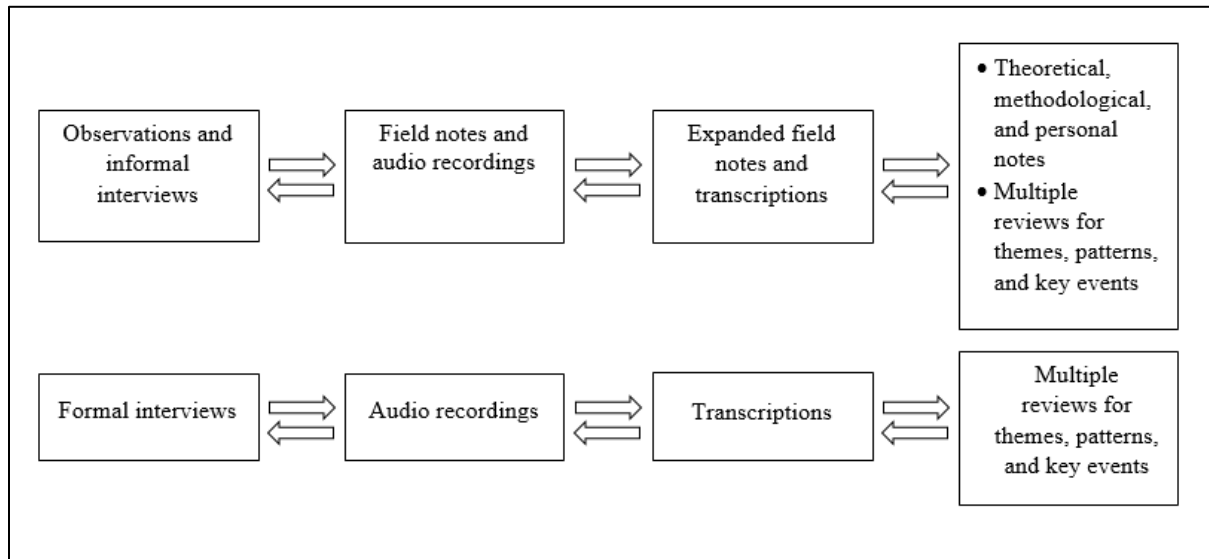 Observations and
informal
interviews
Field notes and
audio recordings
Expanded field
notes and
transcriptions
• Theoretical,
methodological,
and personal
notes
• Multiple
reviews for
themes, patterns,
and key events
Formal interviews
Audio recordings
Transcriptions
Multiple
reviews for
themes, patterns,
and key events